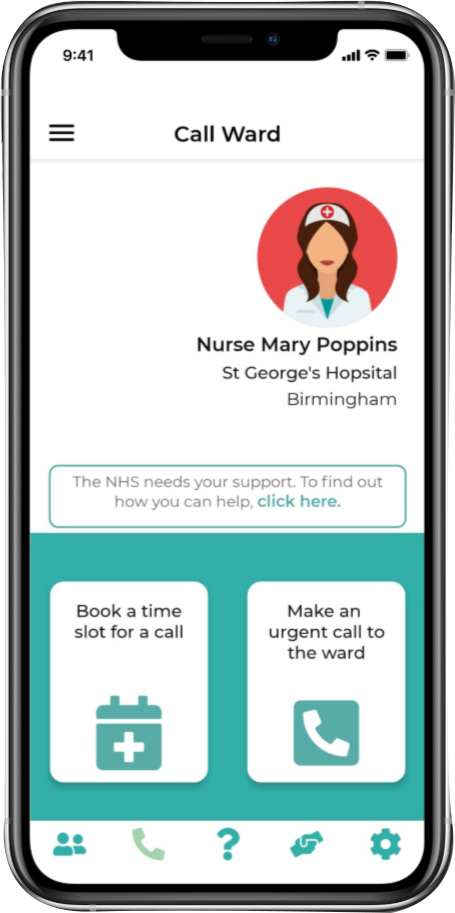 9:41
Call Ward
Nurse Mary Poppins
St George's Hopsital
Birmingham
The NHS needs your support. To find out
how you can help, click here.
Book a time
slot for a call
Make an
urgent call to
the ward